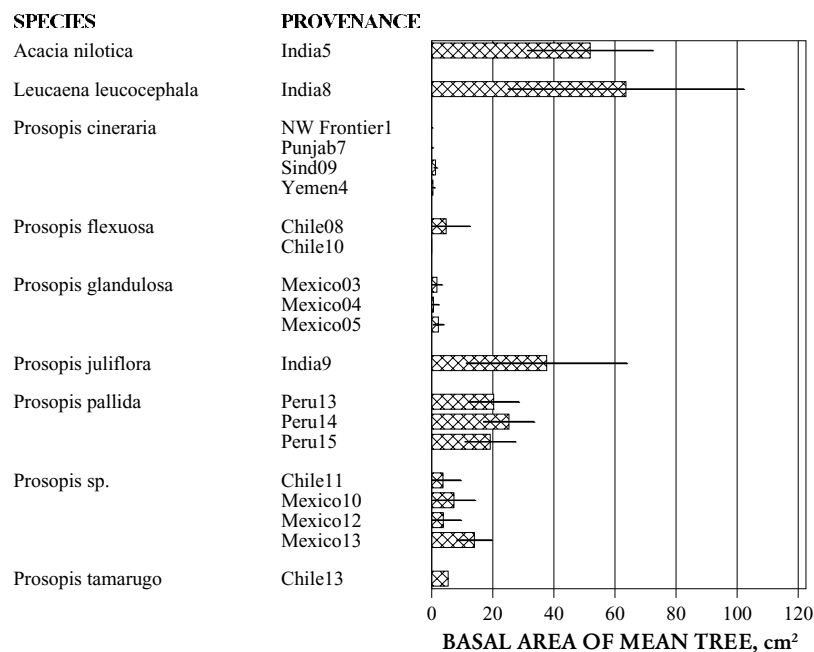 SPECIES PROVENANCE
Acacia nilotica India5
Leucaena leucocephala India8
Prosopis cineraria NW Frontier1
Punjab7
Sind09
Yemen4
Prosopis flexuosa Chile08
Chile10
Prosopis glandulosa Mexico03
Mexico04
Mexico05
Prosopis juliflora India9
Prosopis pallida Peru13
Peru14
Peru15
Prosopis sp. Chile11
Mexico10
Mexico12
Mexico13
Prosopis tamarugo Chile13
0 20 40 60 80 100 120
BASAL AREA OF MEAN TREE, cm²